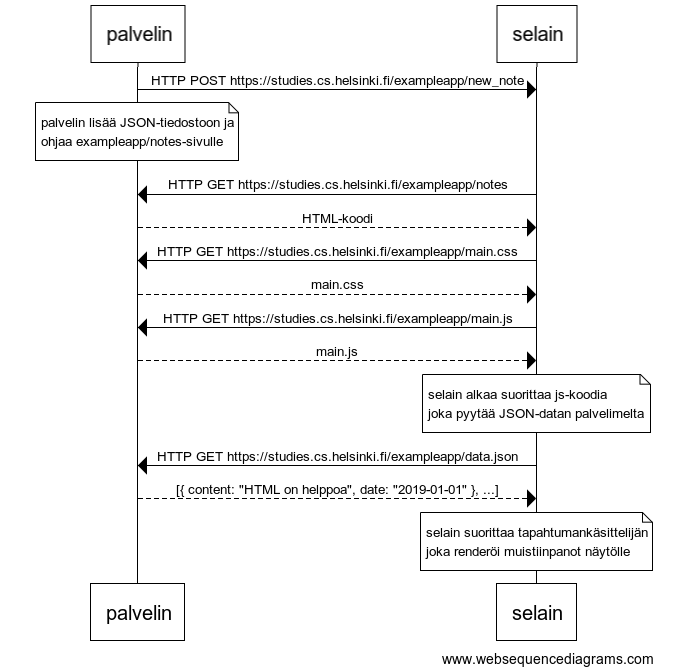 palvelin
selain
HTTP POST https://studies.cs.helsinki.fi/exampleapp/new_note
palvelin lisää JSON-tiedostoon ja
ohjaa exampleapp/notes-sivulle
HTTP GET https://studies.cs.helsinki.fi/exampleapp/notes
HTML-koodi
HTTP GET https://studies.cs.helsinki.fi/exampleapp/main.css
main.css
HTTP GET https://studies.cs.helsinki.fi/exampleapp/main.js
main.js
selain alkaa suorittaa js-koodia
joka pyytää JSON-datan palvelimelta
HTTP GET https://studies.cs.helsinki.fi/exampleapp/data.json
[{ content: "HTML on helppoa", date: "2019-01-01" }, ...]
selain suorittaa tapahtumankäsittelijän
joka renderöi muistiinpanot näytölle
palvelin
selain
www.websequencediagrams.com